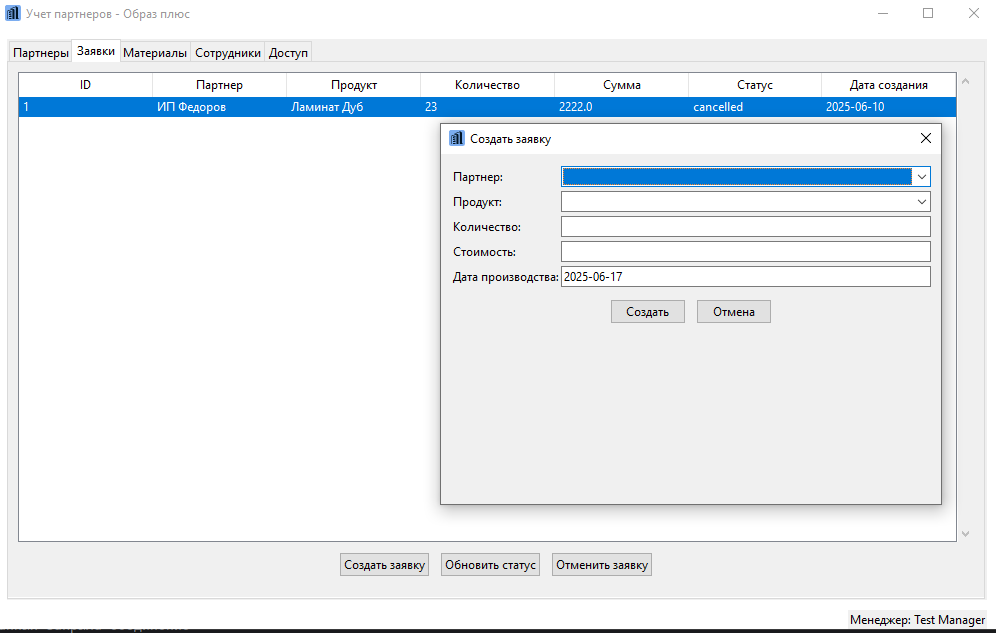 Учет партнеров - Образ плюс
Партнеры Заявки Материалы Сотрудники Доступ
ID Партнер Продукт Количество Сумма Статус Дата создания
1 ИП Федоров Ламинат Дуб 23 2222.0 cancelled 2025-06-10
Создать заявку
Партнер:
Продукт:
Количество:
Стоимость:
Дата производства: 2025-06-17
Создать Отмена
Создать заявку Обновить статус Отменить заявку
Менеджер: Test Manager